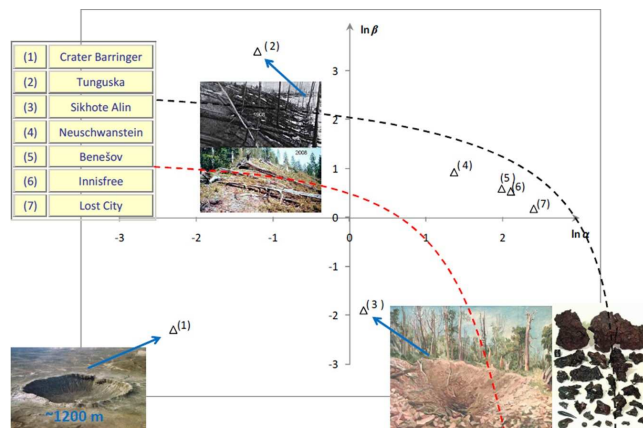 ln β
(1) Crater Barringer
(2) Tunguska
(3) Sikhote Alin
(4) Neuschwanstein
(5) Benešov
(6) Innisfree
(7) Lost City
(2)
3
2
1
0
-1
-2
-3
-3
-2
-1
0
1
2
ln α
1908
2008
(4)
(5)
(6)
(7)
(3)
(1)
~1200 m